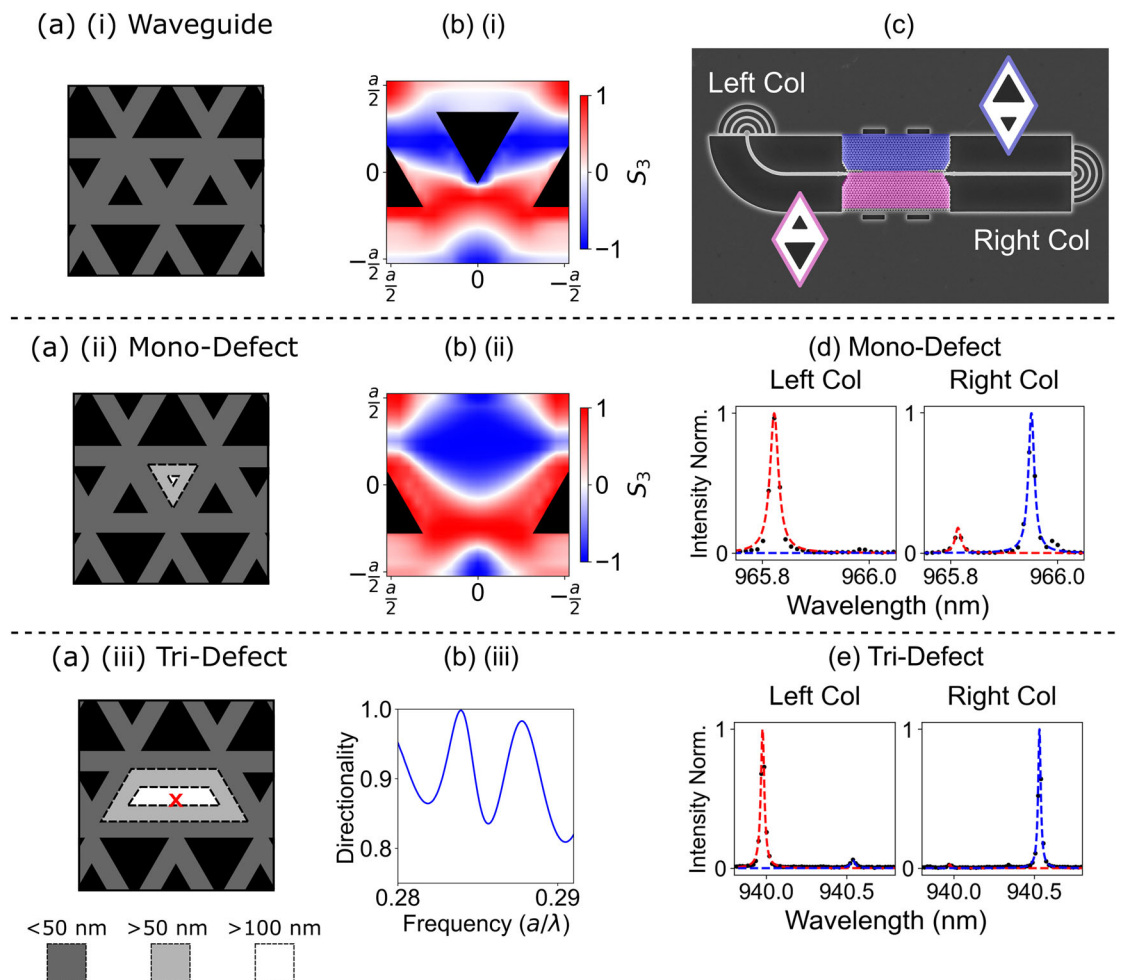 (a) (i) Waveguide
(b) (i)
(c)
a/2
0
-a/2
a/2
0
-a/2
1
0
-1
S₃
Left Col
Right Col
(a) (ii) Mono-Defect
(b) (ii)
(d) Mono-Defect
Left Col
Right Col
a/2
0
-a/2
a/2
0
-a/2
1
0
-1
S₃
Intensity Norm.
1
0
965.8
966.0
1
0
965.8
966.0
Wavelength (nm)
(a) (iii) Tri-Defect
(b) (iii)
(e) Tri-Defect
Left Col
Right Col
x
Directionality
1.0
0.9
0.8
0.28
0.29
Frequency (a/λ)
Intensity Norm.
1
0
940.0
940.5
1
0
940.0
940.5
Wavelength (nm)
<50 nm
>50 nm
>100 nm